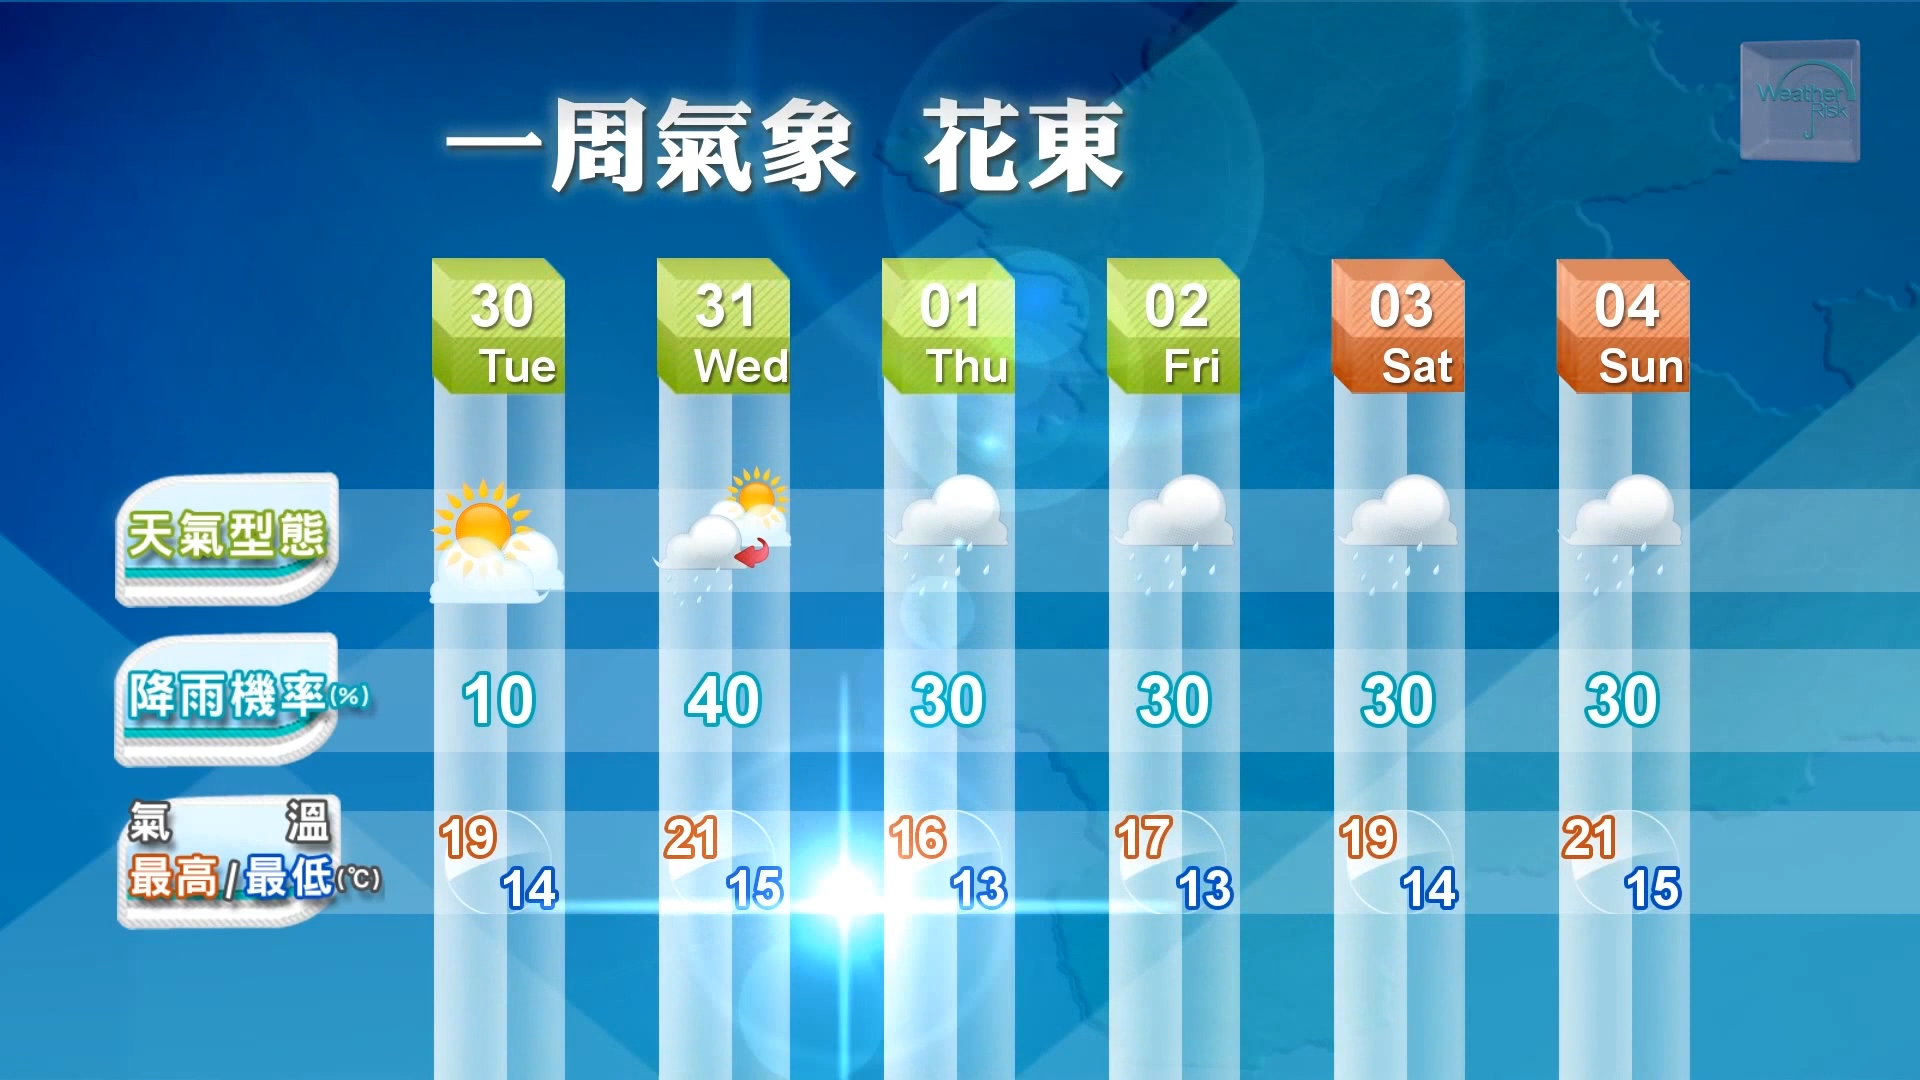 一周氣象 花東
Weather
Risk
30 31 01 02 03 04
Tue Wed Thu Fri Sat Sun
天氣型態
降雨機率(%) 10 40 30 30 30 30
氣溫
最高/最低(℃)
19 21 16 17 19 21
14 15 13 13 14 15